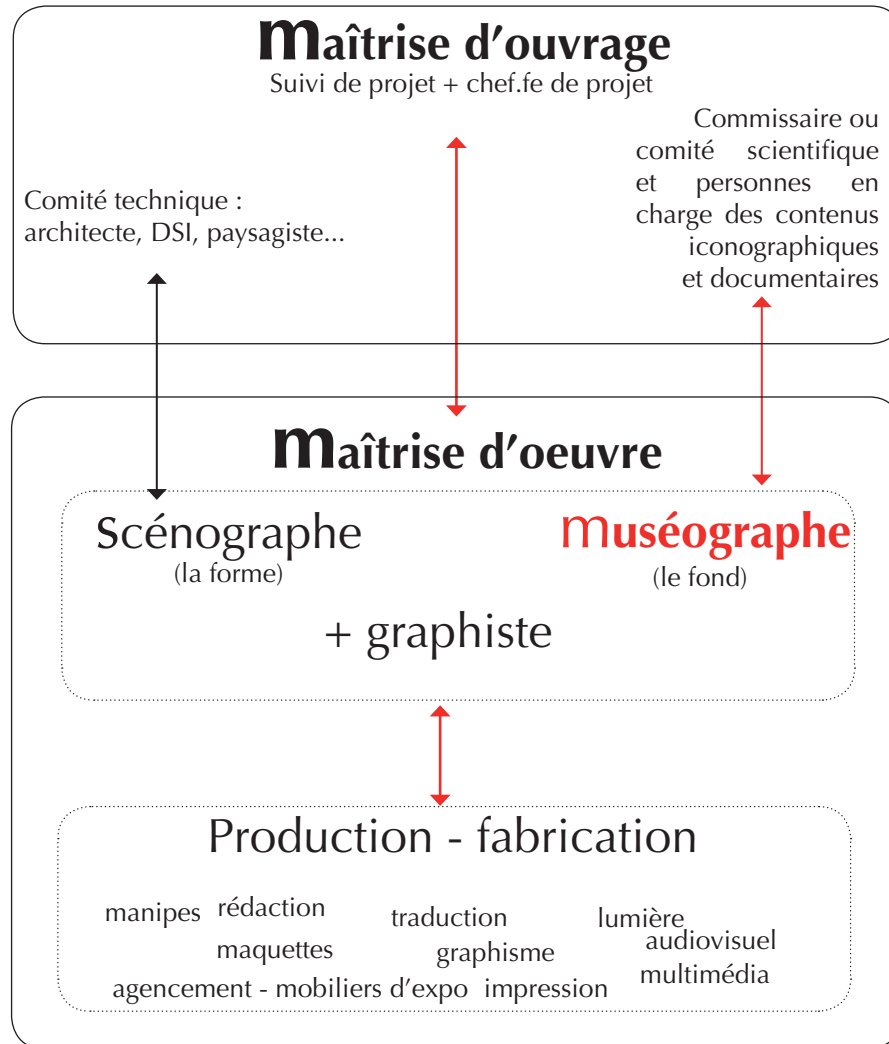 maîtrise d'ouvrage
Suivi de projet + chef.fe de projet
Commissaire ou
comité scientifique
et personnes en
charge des contenus
iconographiques
et documentaires
Comité technique :
architecte, DSI, paysagiste...
maîtrise d'oeuvre
scénographe
(la forme)
muséographe
(le fond)
+ graphiste
Production - fabrication
manipes rédaction traduction lumière
maquettes graphisme audiovisuel
agencement - mobiliers d'expo impression multimédia